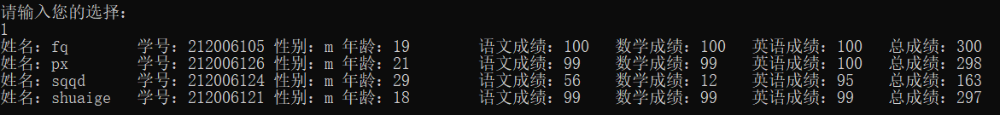 请输入您的选择：
1
姓名：fq 学号：212006105 性别：m 年龄：19 语文成绩：100 数学成绩：100 英语成绩：100 总成绩：300
姓名：px 学号：212006126 性别：m 年龄：21 语文成绩：99 数学成绩：99 英语成绩：100 总成绩：298
姓名：sqqd 学号：212006124 性别：m 年龄：29 语文成绩：56 数学成绩：12 英语成绩：95 总成绩：163
姓名：shuaige 学号：212006121 性别：m 年龄：18 语文成绩：99 数学成绩：99 英语成绩：99 总成绩：297